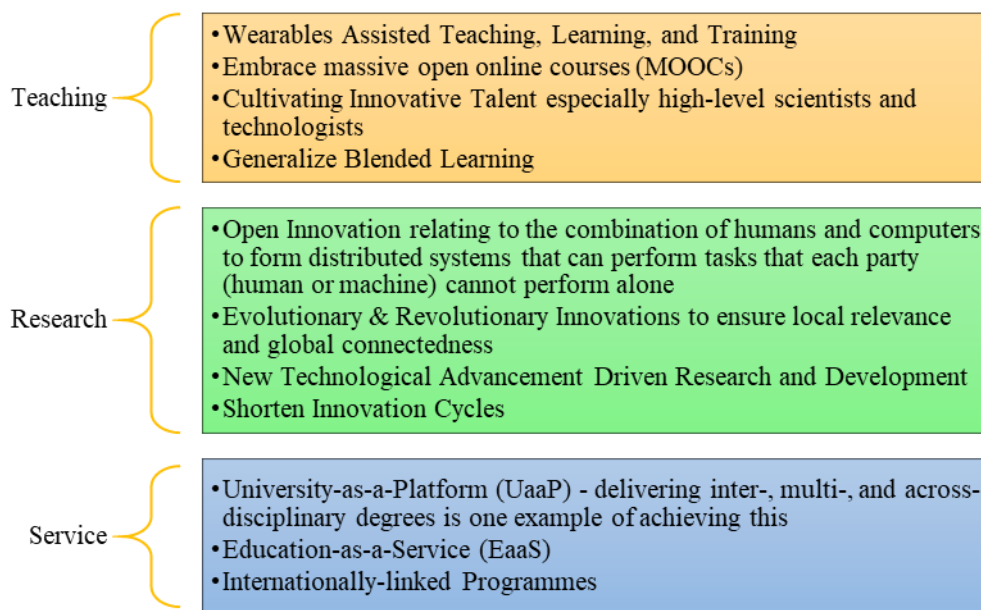 Teaching
•Wearables Assisted Teaching, Learning, and Training
•Embrace massive open online courses (MOOCs)
•Cultivating Innovative Talent especially high-level scientists and
technologists
•Generalize Blended Learning
Research
•Open Innovation relating to the combination of humans and computers
to form distributed systems that can perform tasks that each party
(human or machine) cannot perform alone
•Evolutionary & Revolutionary Innovations to ensure local relevance
and global connectedness
•New Technological Advancement Driven Research and Development
•Shorten Innovation Cycles
Service
•University-as-a-Platform (UaaP) - delivering inter-, multi-, and across-
disciplinary degrees is one example of achieving this
•Education-as-a-Service (EaaS)
•Internationally-linked Programmes